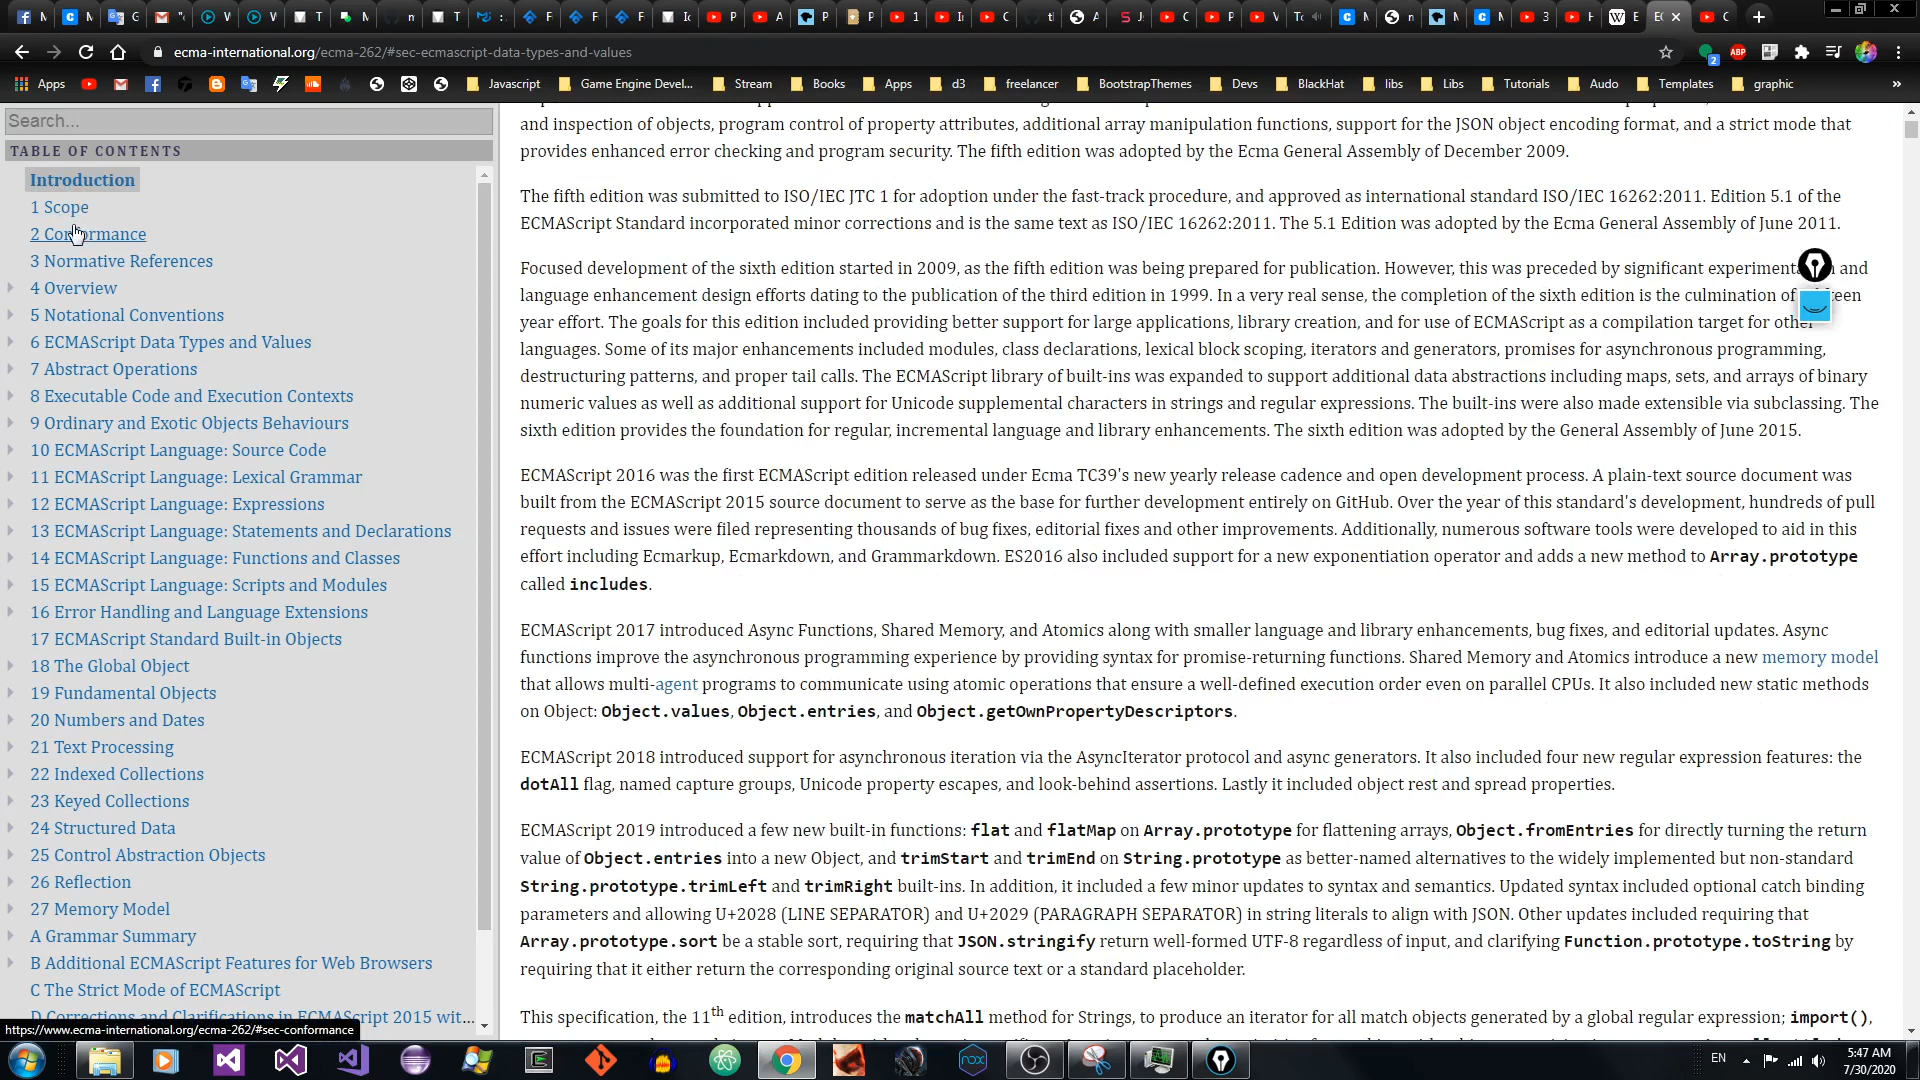 ecma-international.org/ecma-262/#sec-ecmascript-data-types-and-values
ABP
2
Apps
Javascript
Game Engine Devel...
Stream
Books
Apps
d3
freelancer
BootstrapThemes
Devs
BlackHat
libs
Libs
Tutorials
Audo
Templates
graphic
»
Search...
TABLE OF CONTENTS
Introduction
1 Scope
2 Conformance
3 Normative References
4 Overview
5 Notational Conventions
6 ECMAScript Data Types and Values
7 Abstract Operations
8 Executable Code and Execution Contexts
9 Ordinary and Exotic Objects Behaviours
10 ECMAScript Language: Source Code
11 ECMAScript Language: Lexical Grammar
12 ECMAScript Language: Expressions
13 ECMAScript Language: Statements and Declarations
14 ECMAScript Language: Functions and Classes
15 ECMAScript Language: Scripts and Modules
16 Error Handling and Language Extensions
17 ECMAScript Standard Built-in Objects
18 The Global Object
19 Fundamental Objects
20 Numbers and Dates
21 Text Processing
22 Indexed Collections
23 Keyed Collections
24 Structured Data
25 Control Abstraction Objects
26 Reflection
27 Memory Model
A Grammar Summary
B Additional ECMAScript Features for Web Browsers
C The Strict Mode of ECMAScript
D Corrections and Clarifications in ECMAScript 2015 wit...
https://www.ecma-international.org/ecma-262/#sec-conformance
and inspection of objects, program control of property attributes, additional array manipulation functions, support for the JSON object encoding format, and a strict mode that
provides enhanced error checking and program security. The fifth edition was adopted by the Ecma General Assembly of December 2009.
The fifth edition was submitted to ISO/IEC JTC 1 for adoption under the fast-track procedure, and approved as international standard ISO/IEC 16262:2011. Edition 5.1 of the
ECMAScript Standard incorporated minor corrections and is the same text as ISO/IEC 16262:2011. The 5.1 Edition was adopted by the Ecma General Assembly of June 2011.
Focused development of the sixth edition started in 2009, as the fifth edition was being prepared for publication. However, this was preceded by significant and
language enhancement design efforts dating to the publication of the third edition in 1999. In a very real sense, the completion of the sixth edition is the culmination of
year effort. The goals for this edition included providing better support for large applications, library creation, and for use of ECMAScript as a compilation target for other
languages. Some of its major enhancements included modules, class declarations, lexical block scoping, iterators and generators, promises for asynchronous programming,
destructuring patterns, and proper tail calls. The ECMAScript library of built-ins was expanded to support additional data abstractions including maps, sets, and arrays of binary
numeric values as well as additional support for Unicode supplemental characters in strings and regular expressions. The built-ins were also made extensible via subclassing. The
sixth edition provides the foundation for regular, incremental language and library enhancements. The sixth edition was adopted by the General Assembly of June 2015.
ECMAScript 2016 was the first ECMAScript edition released under Ecma TC39's new yearly release cadence and open development process. A plain-text source document was
built from the ECMAScript 2015 source document to serve as the base for further development entirely on GitHub. Over the year of this standard's development, hundreds of pull
requests and issues were filed representing thousands of bug fixes, editorial fixes and other improvements. Additionally, numerous software tools were developed to aid in this
effort including Ecmarkup, Ecmarkdown, and Grammarkdown. ES2016 also included support for a new exponentiation operator and adds a new method to Array.prototype
called includes.
ECMAScript 2017 introduced Async Functions, Shared Memory, and Atomics along with smaller language and library enhancements, bug fixes, and editorial updates. Async
functions improve the asynchronous programming experience by providing syntax for promise-returning functions. Shared Memory and Atomics introduce a new memory model
that allows multi-agent programs to communicate using atomic operations that ensure a well-defined execution order even on parallel CPUs. It also included new static methods
on Object: Object.values, Object.entries, and Object.getOwnPropertyDescriptors.
ECMAScript 2018 introduced support for asynchronous iteration via the AsyncIterator protocol and async generators. It also included four new regular expression features: the
dotAll flag, named capture groups, Unicode property escapes, and look-behind assertions. Lastly it included object rest and spread properties.
ECMAScript 2019 introduced a few new built-in functions: flat and flatMap on Array.prototype for flattening arrays, Object.fromEntries for directly turning the return
value of Object.entries into a new Object, and trimStart and trimEnd on String.prototype as better-named alternatives to the widely implemented but non-standard
String.prototype.trimLeft and trimRight built-ins. In addition, it included a few minor updates to syntax and semantics. Updated syntax included optional catch binding
parameters and allowing U+2028 (LINE SEPARATOR) and U+2029 (PARAGRAPH SEPARATOR) in string literals to align with JSON. Other updates included requiring that
Array.prototype.sort be a stable sort, requiring that JSON.stringify return well-formed UTF-8 regardless of input, and clarifying Function.prototype.toString by
requiring that it either return the corresponding original source text or a standard placeholder.
This specification, the 11th edition, introduces the matchAll method for Strings, to produce an iterator for all match objects generated by a global regular expression; import(),
EN
5:47 AM
7/30/2020